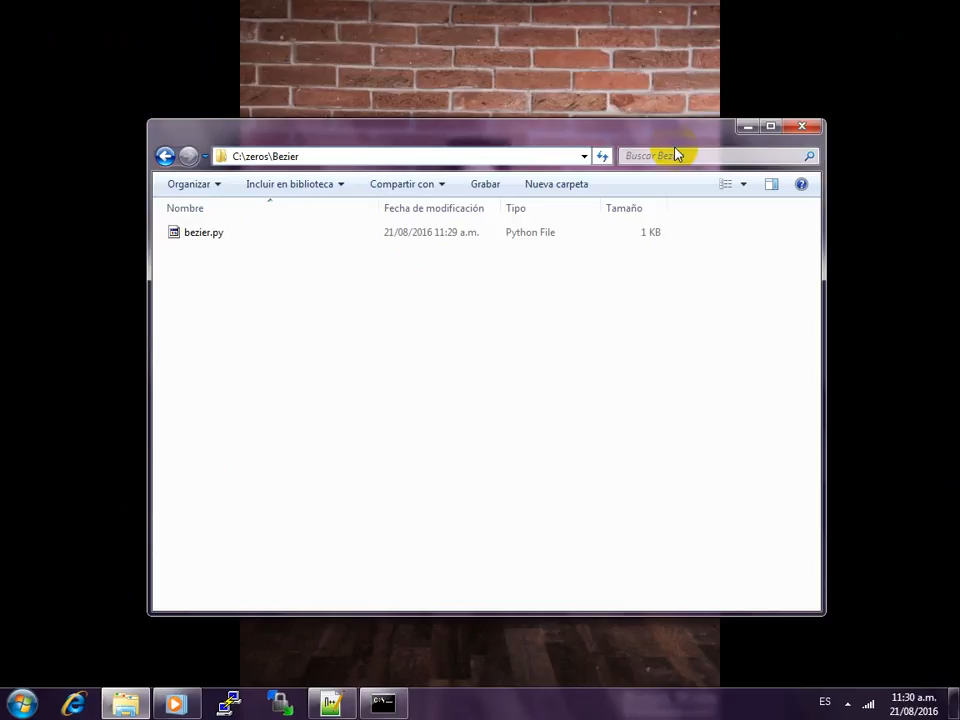 C:\zeros\Bezier
Buscar Bez
Organizar Incluir en biblioteca Compartir con Grabar Nueva carpeta
Nombre Fecha de modificación Tipo Tamaño
bezier.py 21/08/2016 11:29 a.m. Python File 1 KB
ES 11:30 a.m.
21/08/2016